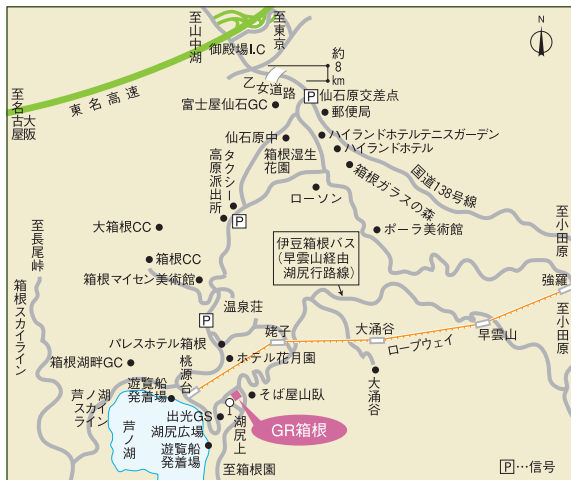 至山中湖
至東京
御殿場I.C
N
約8km
乙女道路
東名高速
至名古屋
大阪
P
仙石原交差点
富士屋仙石GC
郵便局
仙石原中
ハイランドホテルテニスガーデン
ハイランドホテル
箱根湿生
花園
国道138号線
タクシー
高原派出所
箱根ガラスの森
ローソン
P
ポーラ美術館
至小田原
至長尾峠
大箱根CC
伊豆箱根バス
(早雲山経由
湖尻行路線)
箱根CC
箱根マイセン美術館
強羅
箱根スカイライン
温泉荘
P
姥子
大涌谷
早雲山
至小田原
パレスホテル箱根
ロープウェイ
箱根湖畔GC
桃源台
ホテル花月園
大涌谷
芦ノ湖
スカイ
ライン
遊覧船
発着場
そば屋山臥
芦ノ湖
出光GS
湖尻広場
湖尻上
GR箱根
遊覧船
発着場
至箱根園
P…信号